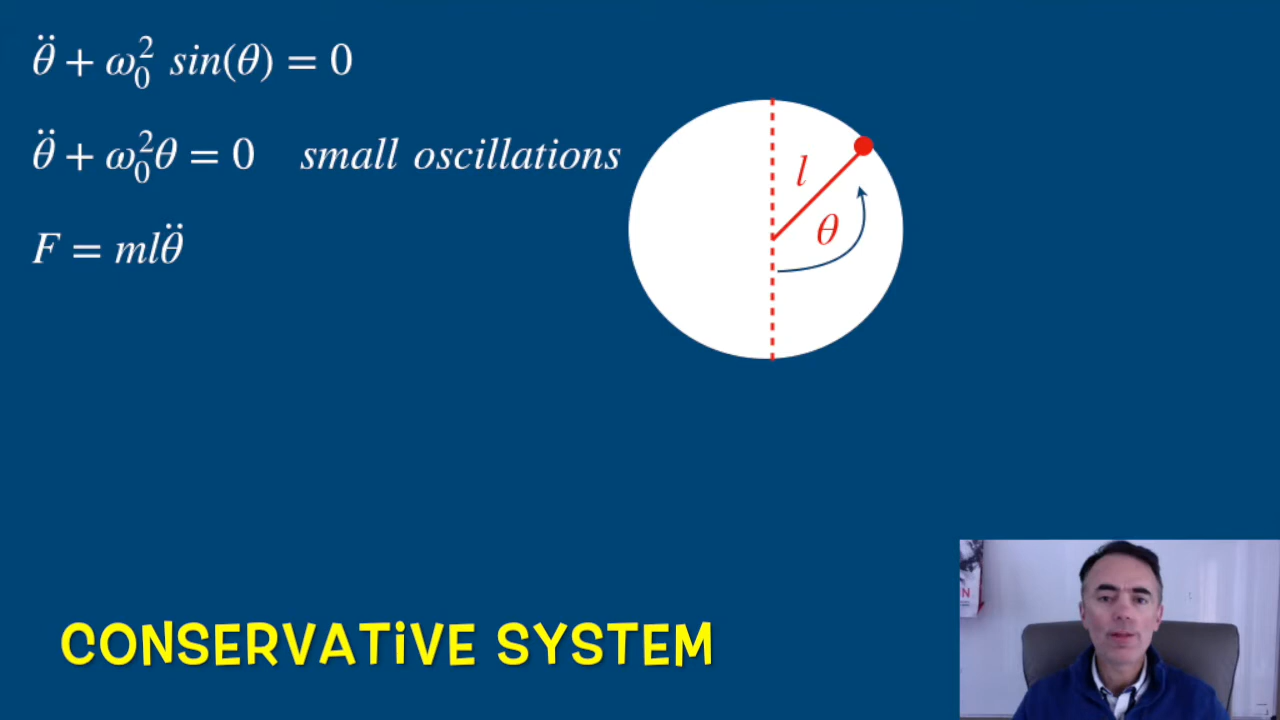 θ̈ + ω₀² sin(θ) = 0
θ̈ + ω₀²θ = 0 small oscillations
F = mlθ̈
l
θ
CONSERVATiVE SYSTEM